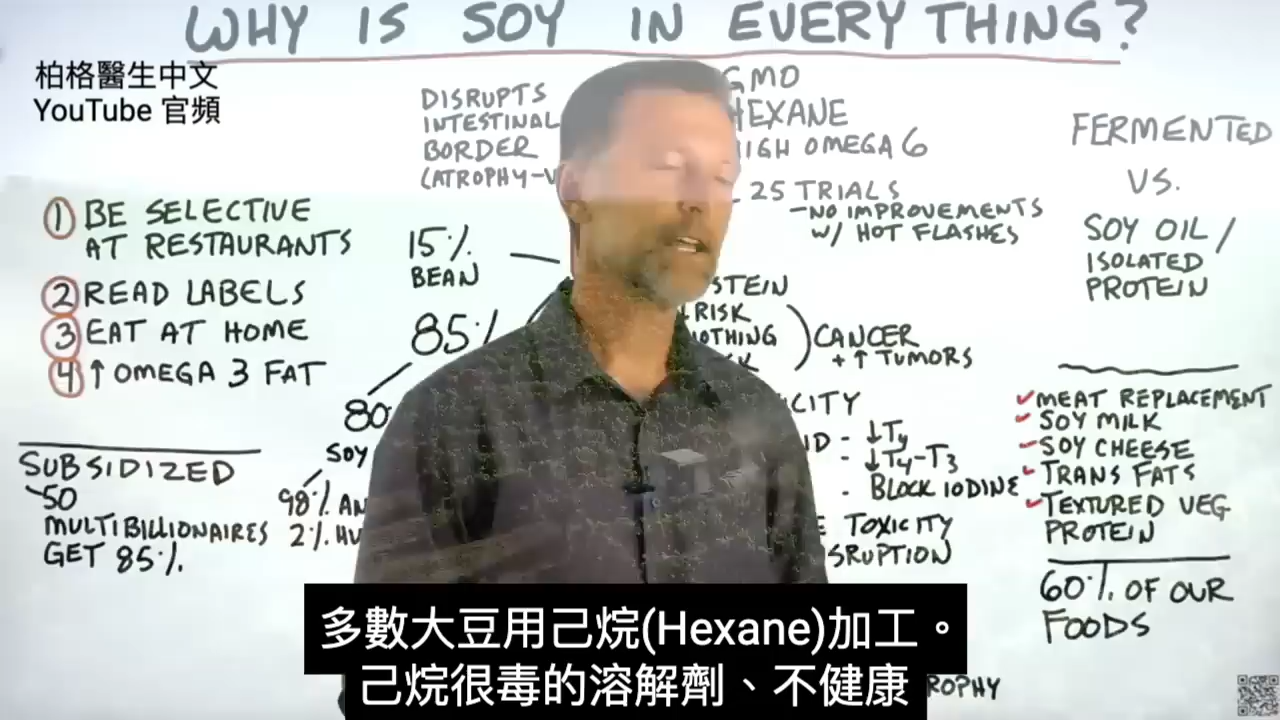 WHY IS SOY IN EVERYTHING?
柏格醫生中文
YouTube 官頻
① BE SELECTIVE
AT RESTAURANTS
② READ LABELS
③ EAT AT HOME
④ ↑ OMEGA 3 FAT
SUBSIDIZED
50
MULTIBILLIONAIRES
GET 85%.
DISRUPTS
INTESTINAL
BORDER
15%
BEAN
85%
80
SOY
98%
2%
GMO
HEXANE
HIGH OMEGA 6
25 TRIALS
-NO IMPROVEMENTS
W/ HOT FLASHES
RISK
CANCER
+ ↑ TUMORS
- ↓T4
- ↓T4-T3
- BLOCK IODINE
TOXICITY
FERMENTED
VS.
SOY OIL /
ISOLATED
PROTEIN
✓MEAT REPLACEMENT
✓SOY MILK
✓SOY CHEESE
✓TRANS FATS
✓TEXTURED VEG
PROTEIN
60% OF OUR
FOODS
多數大豆用己烷(Hexane)加工。
己烷很毒的溶解劑、不健康